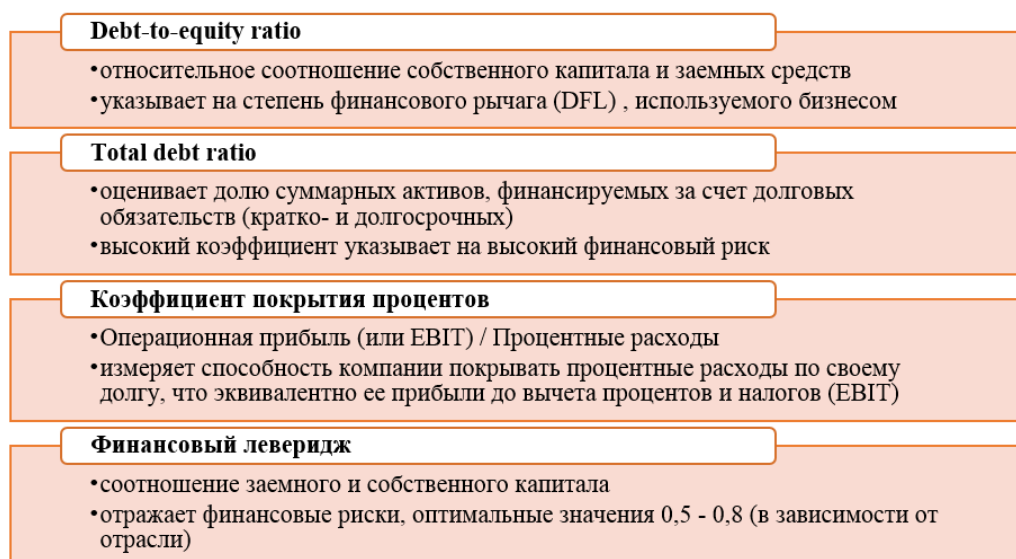 Debt-to-equity ratio
•относительное соотношение собственного капитала и заемных средств
•указывает на степень финансового рычага (DFL) , используемого бизнесом
Total debt ratio
•оценивает долю суммарных активов, финансируемых за счет долговых
обязательств (кратко- и долгосрочных)
•высокий коэффициент указывает на высокий финансовый риск
Коэффициент покрытия процентов
•Операционная прибыль (или EBIT) / Процентные расходы
•измеряет способность компании покрывать процентные расходы по своему
долгу, что эквивалентно ее прибыли до вычета процентов и налогов (EBIT)
Финансовый леверидж
•соотношение заемного и собственного капитала
•отражает финансовые риски, оптимальные значения 0,5 - 0,8 (в зависимости от
отрасли)